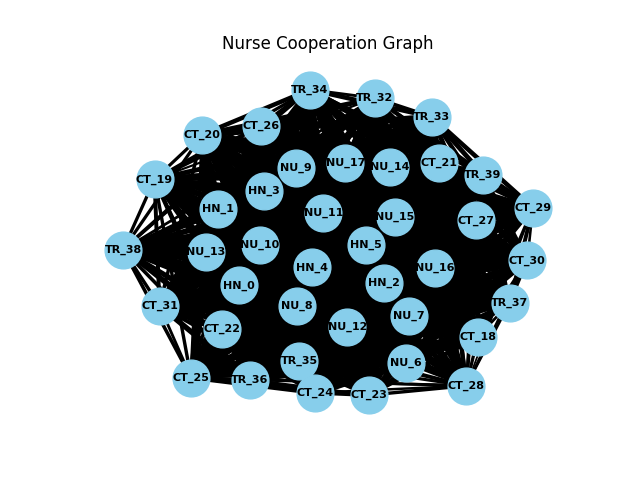 Nurse Cooperation Graph
TR_34
TR_32
TR_33
CT_26
CT_20
NU_17
CT_21
NU_14
NU_9
TR_39
CT_19
HN_3
CT_29
HN_1
NU_11
NU_15
CT_27
NU_10
HN_5
TR_38
NU_13
CT_30
HN_4
NU_16
HN_2
HN_0
TR_37
CT_31
NU_8
NU_7
NU_12
CT_22
CT_18
TR_35
NU_6
CT_25
TR_36
CT_28
CT_24
CT_23